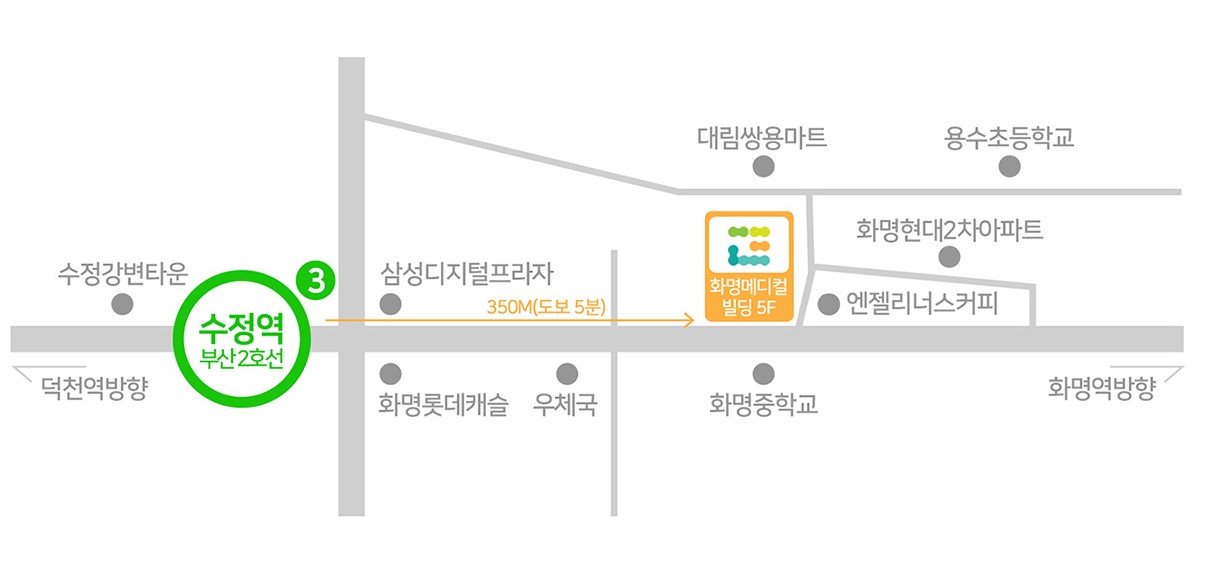 대림쌍용마트
용수초등학교
화명현대2차아파트
수정강변타운
3
삼성디지털프라자
화명메디컬
빌딩 5F
350M(도보 5분)
엔젤리너스커피
수정역
부산 2호선
덕천역방향
화명롯데캐슬
우체국
화명중학교
화명역방향